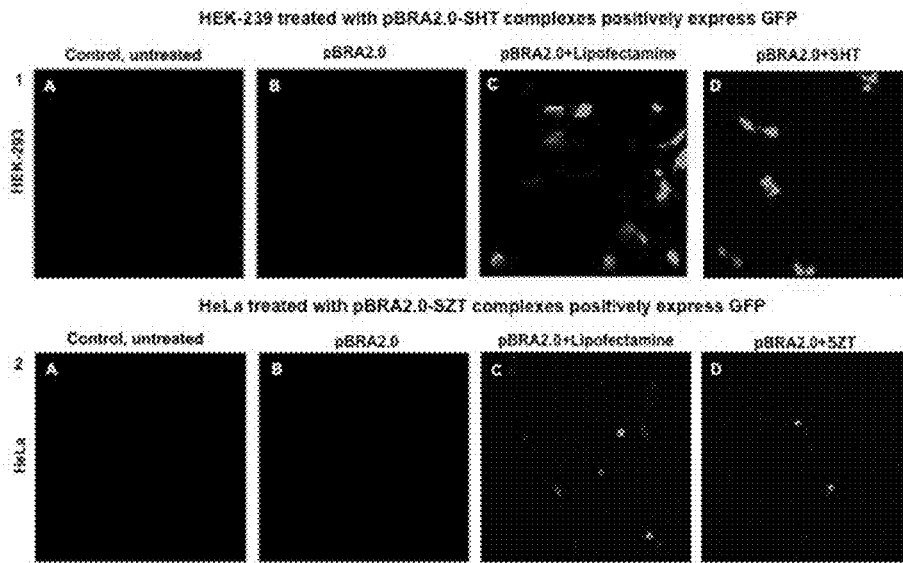 HEK-239 treated with pBRA2.0-SHT complexes positively express GFP
Control, untreated pBRA2.0 pBRA2.0+Lipofectamine pBRA2.0+SHT
1 A B C D
HEK-293
HeLa treated with pBRA2.0-SZT complexes positively express GFP
Control, untreated pBRA2.0 pBRA2.0+Lipofectamine pBRA2.0+SZT
2 A B C D
HeLa